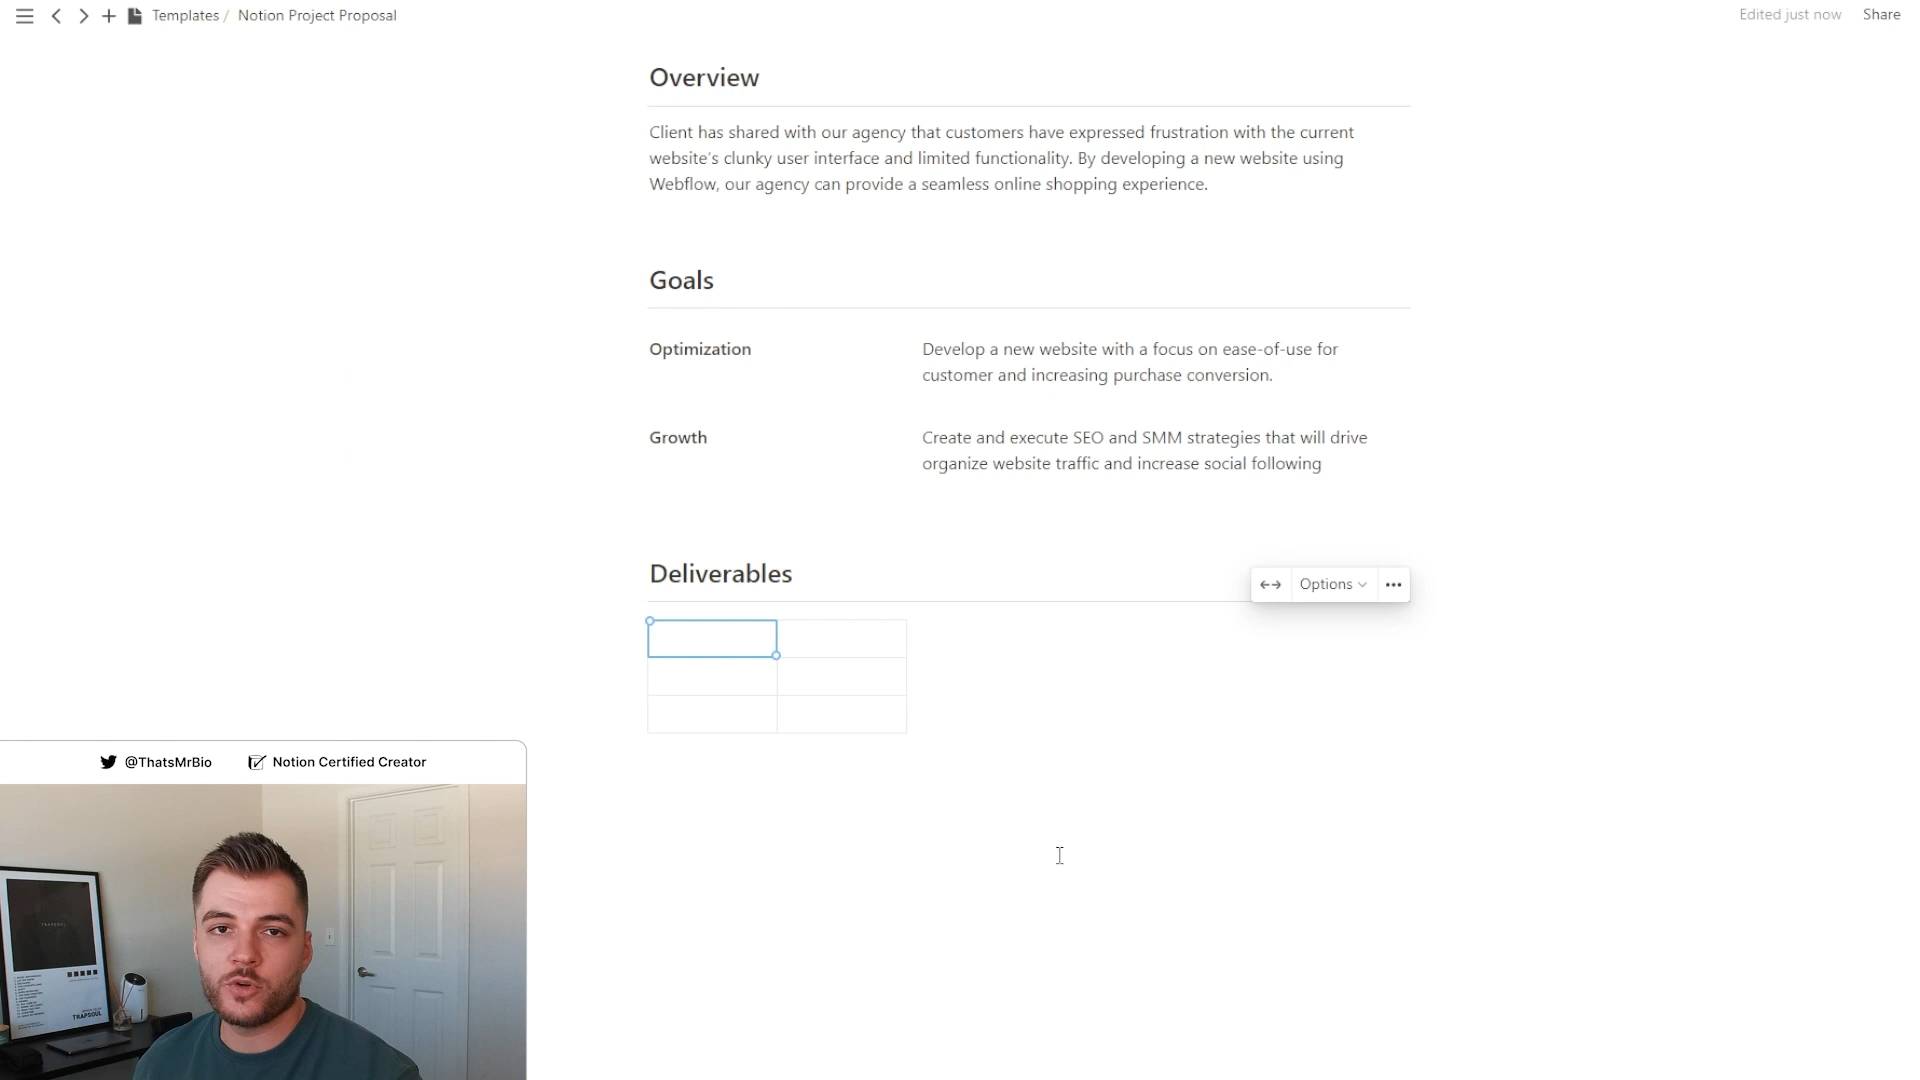 Templates / Notion Project Proposal
Edited just now
Share
Overview
Client has shared with our agency that customers have expressed frustration with the current
website's clunky user interface and limited functionality. By developing a new website using
Webflow, our agency can provide a seamless online shopping experience.
Goals
Optimization
Develop a new website with a focus on ease-of-use for
customer and increasing purchase conversion.
Growth
Create and execute SEO and SMM strategies that will drive
organize website traffic and increase social following
Deliverables
Options
@ThatsMrBio
Notion Certified Creator
TRAPSOUL
TRAPSOUL